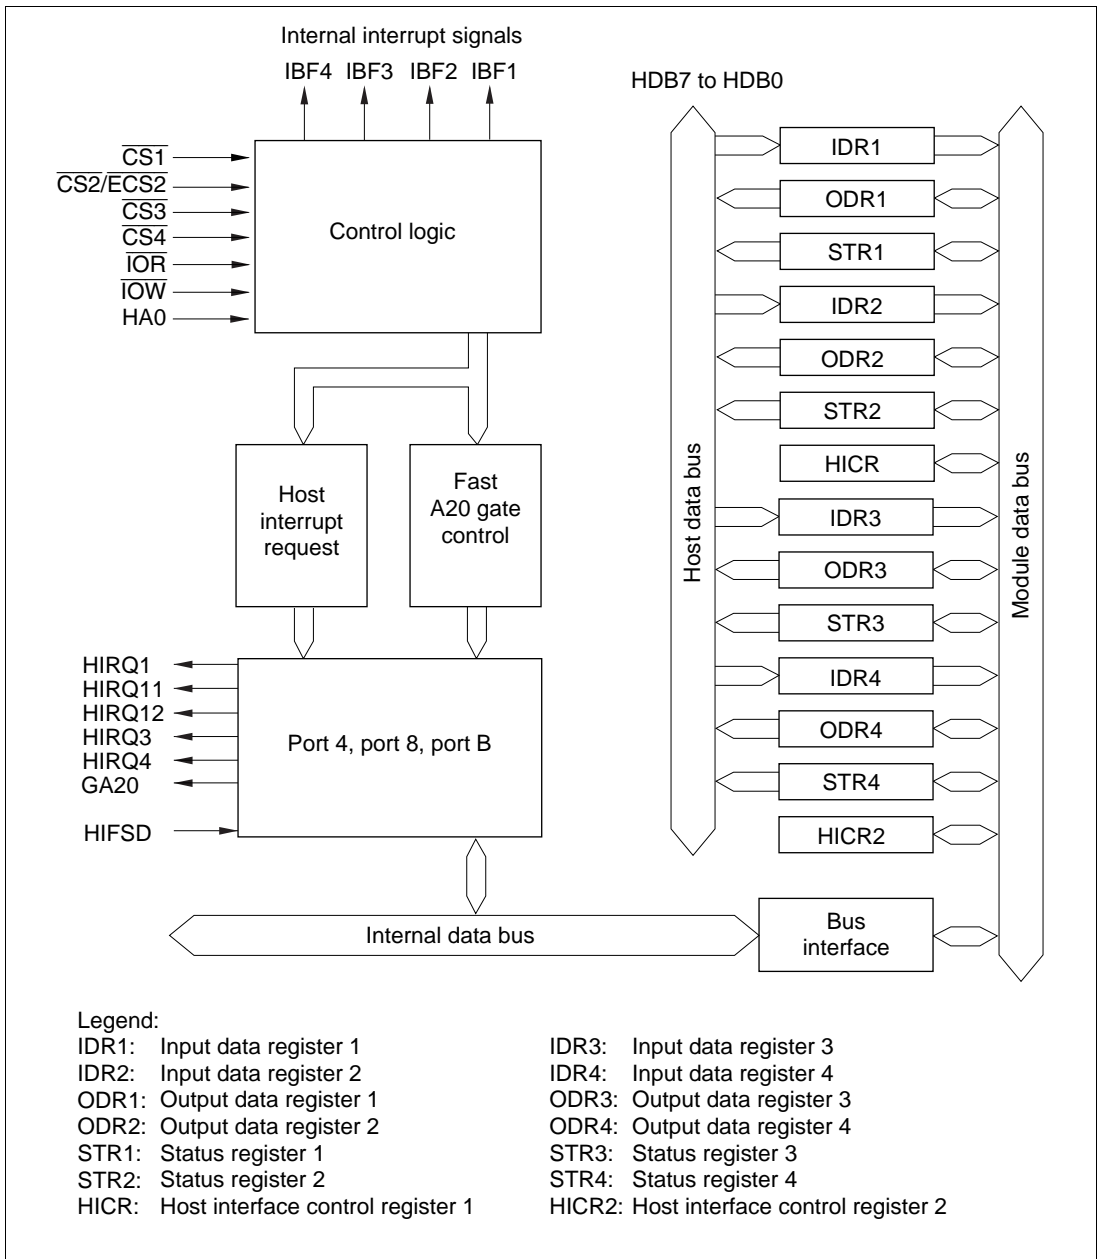 Internal interrupt signals
IBF4 IBF3 IBF2 IBF1
CS1
CS2/ECS2
CS3
CS4
IOR
IOW
HA0
Control logic
Host
interrupt
request
Fast
A20 gate
control
HIRQ1
HIRQ11
HIRQ12
HIRQ3
HIRQ4
GA20
HIFSD
Port 4, port 8, port B
HDB7 to HDB0
Host data bus
IDR1
ODR1
STR1
IDR2
ODR2
STR2
HICR
IDR3
ODR3
STR3
IDR4
ODR4
STR4
HICR2
Module data bus
Internal data bus
Bus
interface
Legend:
IDR1: Input data register 1
IDR2: Input data register 2
ODR1: Output data register 1
ODR2: Output data register 2
STR1: Status register 1
STR2: Status register 2
HICR: Host interface control register 1
IDR3: Input data register 3
IDR4: Input data register 4
ODR3: Output data register 3
ODR4: Output data register 4
STR3: Status register 3
STR4: Status register 4
HICR2: Host interface control register 2